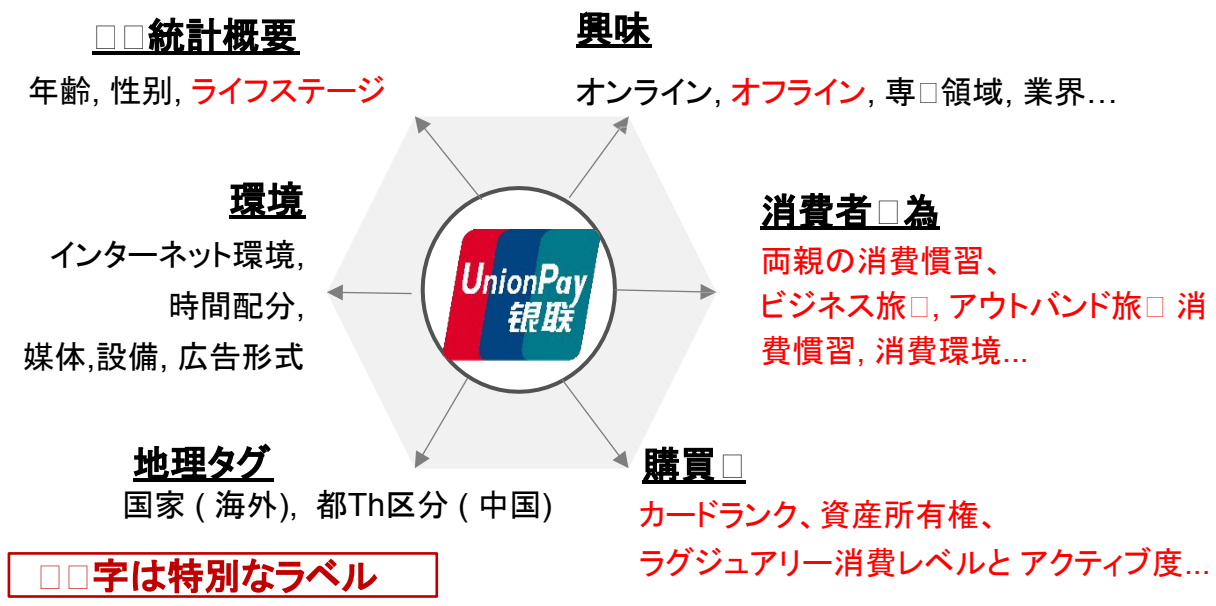 □□統計概要
年齢, 性別, ライフステージ
興味
オンライン, オフライン, 専□領域, 業界...
環境
インターネット環境,
時間配分,
媒体,設備, 広告形式
UnionPay
银联
消費者□為
両親の消費慣習、
ビジネス旅□, アウトバンド旅□ 消
費慣習, 消費環境...
地理タグ
国家 ( 海外), 都Th区分 ( 中国)
購買□
カードランク、資産所有権、
ラグジュアリー消費レベルと アクティブ度...
□□字は特別なラベル